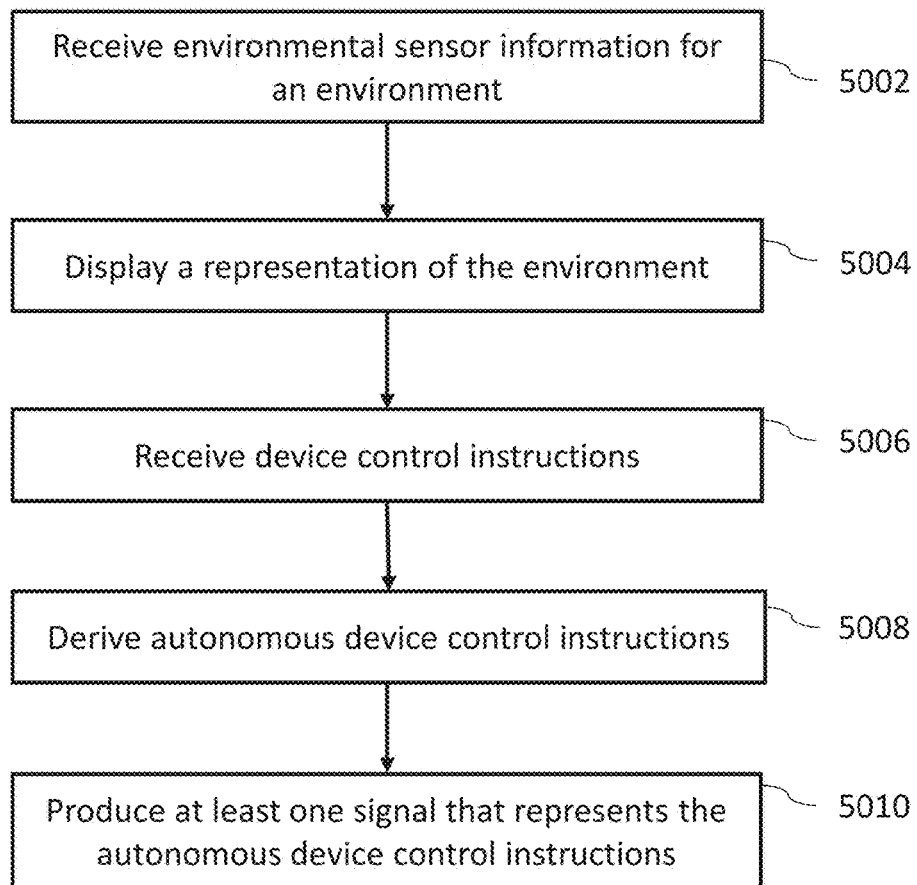 Receive environmental sensor information for
an environment
5002
Display a representation of the environment
5004
Receive device control instructions
5006
Derive autonomous device control instructions
5008
Produce at least one signal that represents the
autonomous device control instructions
5010